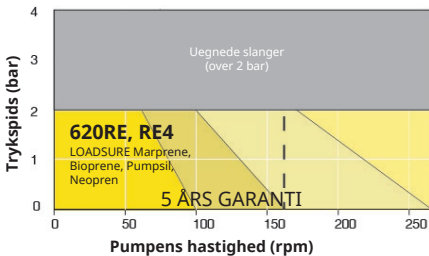 4
3
2
1
0
Trykspids (bar)
Uegnede slanger
(over 2 bar)
620RE, RE4
LOADSURE Marprene,
Bioprene, Pumpsil,
Neopren
5 ÅRS GARANTI
0 50 100 150 200 250
Pumpens hastighed (rpm)